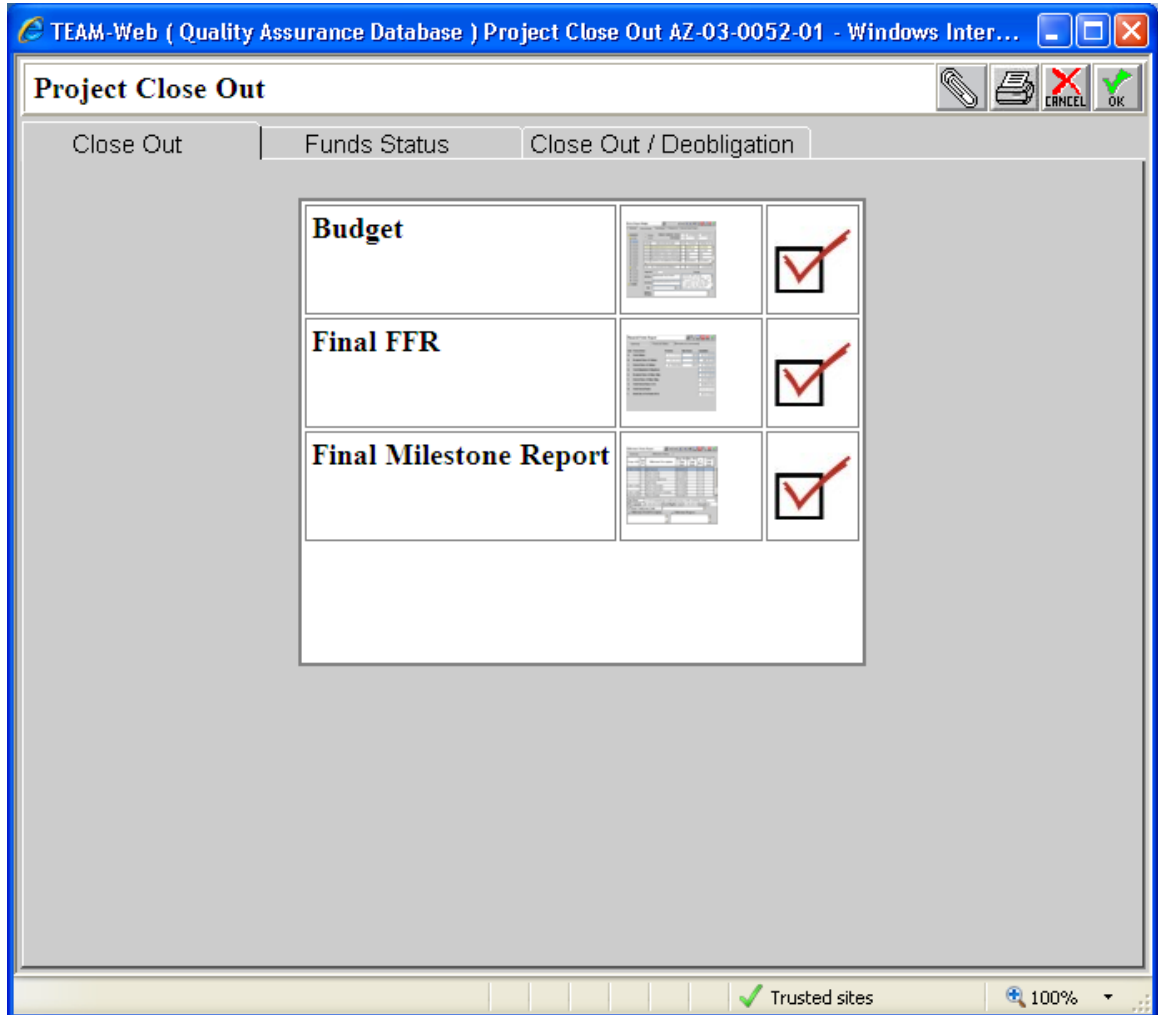 TEAM-Web ( Quality Assurance Database ) Project Close Out AZ-03-0052-01 - Windows Inter...
Project Close Out
CANCEL
OK
Close Out
Funds Status
Close Out / Deobligation
Budget
Final FFR
Final Milestone Report
Trusted sites
100%